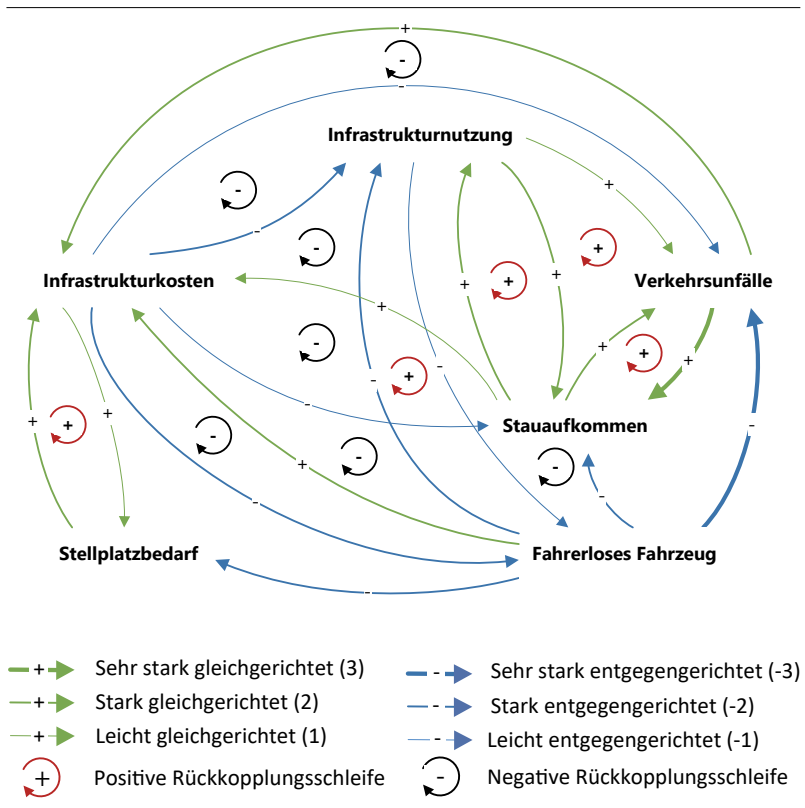 +
-
-
Infrastrukturnutzung
+
-
-
-
+
Infrastrukturkosten
+
+
+
Verkehrsunfälle
+
+
-
+
+
-
-
+
-
+
+
+
-
Stauaufkommen
-
-
+
-
-
-
Stellplatzbedarf
Fahrerloses Fahrzeug
-
+ Sehr stark gleichgerichtet (3)
- Sehr stark entgegengerichtet (-3)
+ Stark gleichgerichtet (2)
- Stark entgegengerichtet (-2)
+ Leicht gleichgerichtet (1)
- Leicht entgegengerichtet (-1)
+ Positive Rückkopplungsschleife
- Negative Rückkopplungsschleife